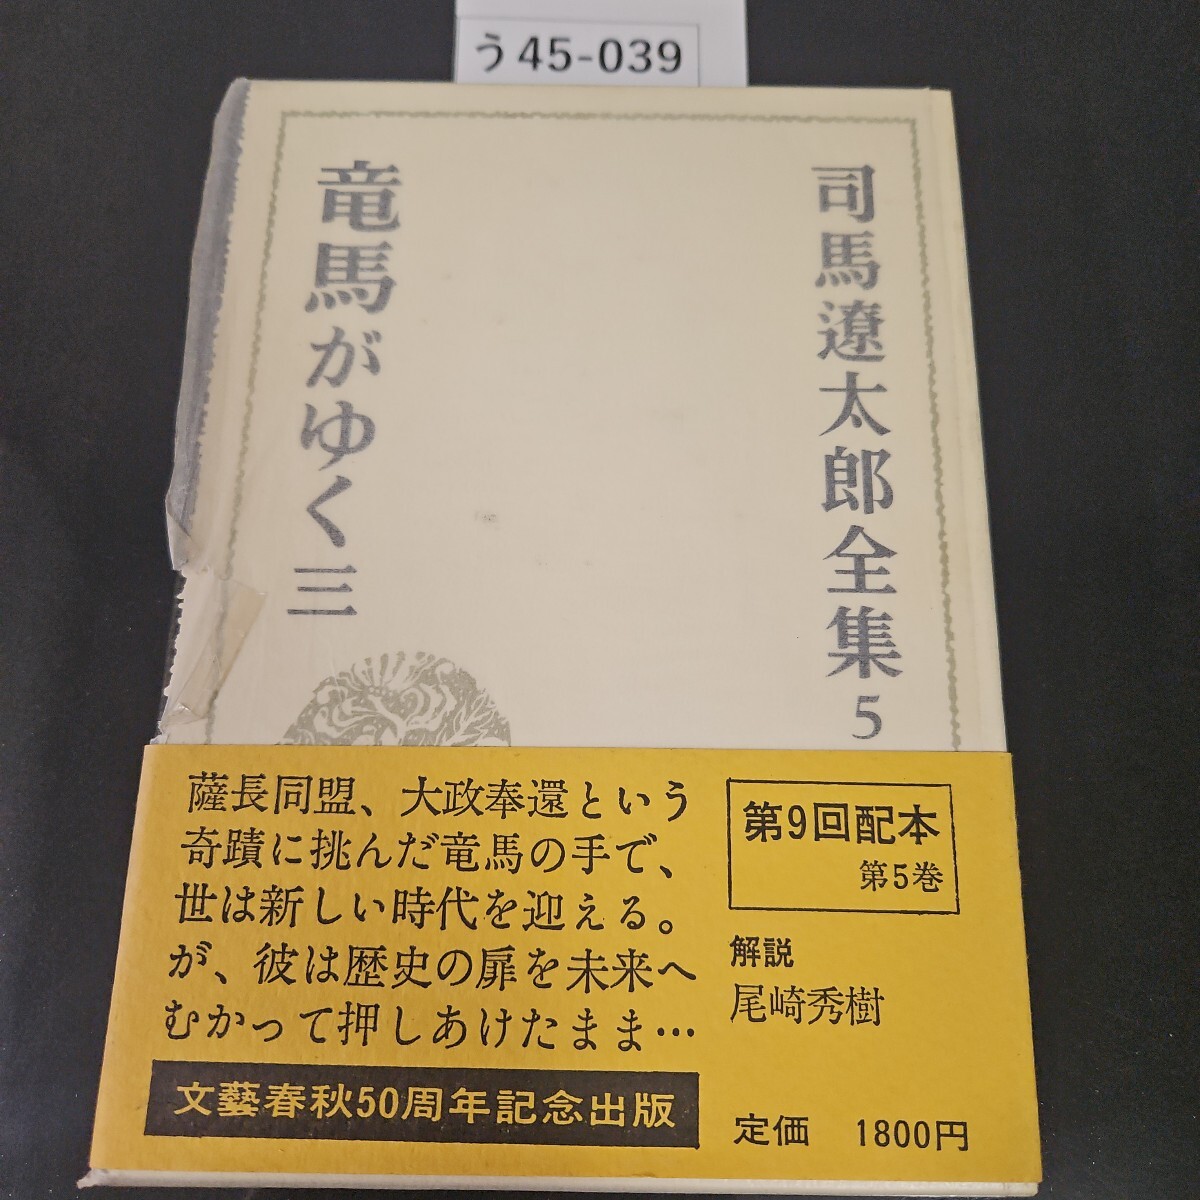 う45-039
司馬遼太郎全集5
竜馬がゆく三
薩長同盟、大政奉還という
奇蹟に挑んだ竜馬の手で、
世は新しい時代を迎える。
が、彼は歴史の扉を未来へ
むかって押しあけたまま…
文藝春秋50周年記念出版
第9回配本
第5巻
解説
尾崎秀樹
定価 1800円